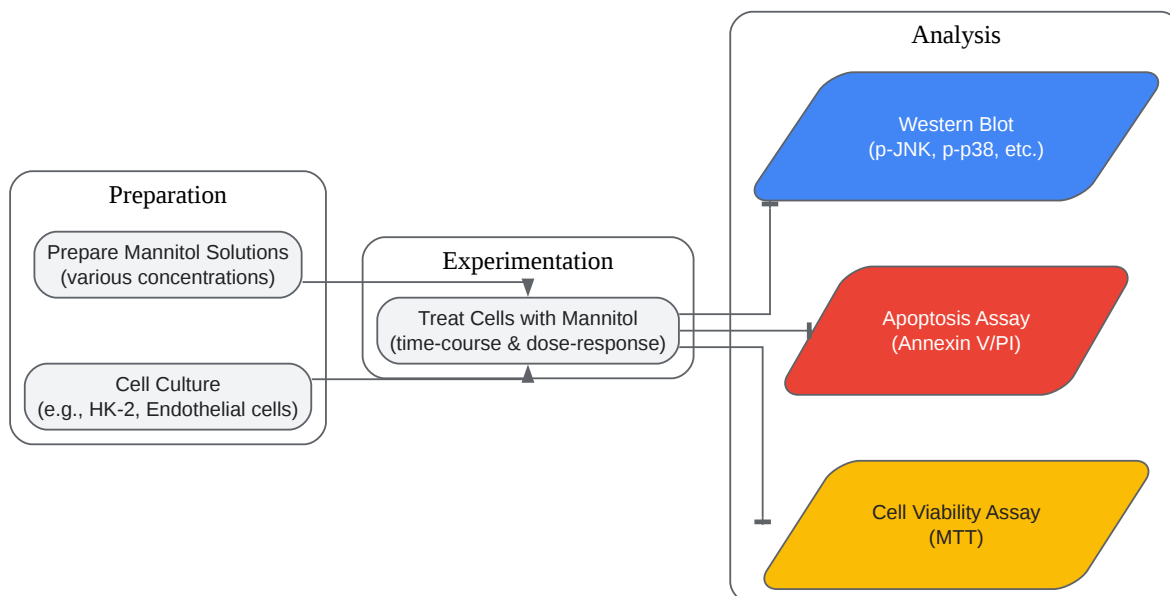 Preparation
Prepare Mannitol Solutions
(various concentrations)
Cell Culture
(e.g., HK-2, Endothelial cells)
Experimentation
Treat Cells with Mannitol
(time-course & dose-response)
Analysis
Western Blot
(p-JNK, p-p38, etc.)
Apoptosis Assay
(Annexin V/PI)
Cell Viability Assay
(MTT)